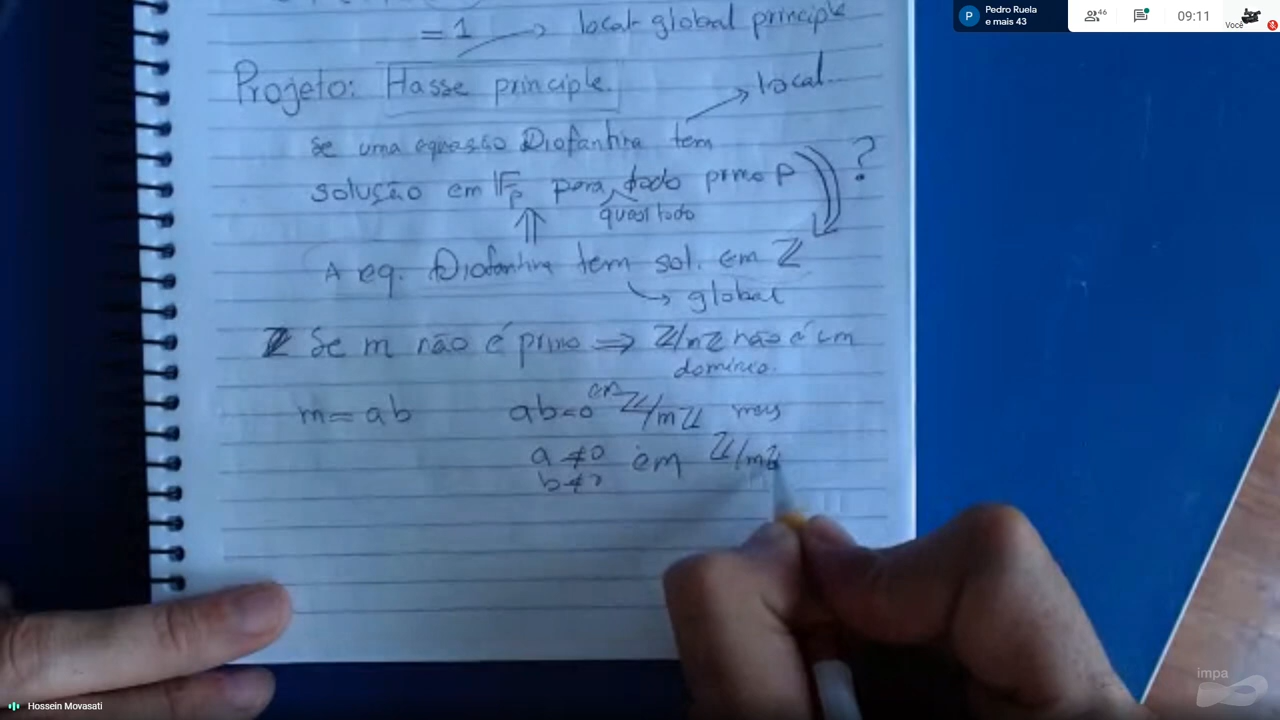 Pedro Ruela
e mais 43
46
09:11
Você
= 1 → local-global principle
Projeto: Hasse principle.
→ local
Se uma equação Diofantina tem
solução em 𝔽p para todo primo p
quasi todo
?
⇑
A eq. Diofantina tem sol. em ℤ
→ global
Se m não é primo ⇒ ℤ/mℤ não é um
domínio.
m = ab ab=0 em ℤ/mℤ mas
a≠0 em ℤ/mℤ
b≠0
impa
Hossein Movasati